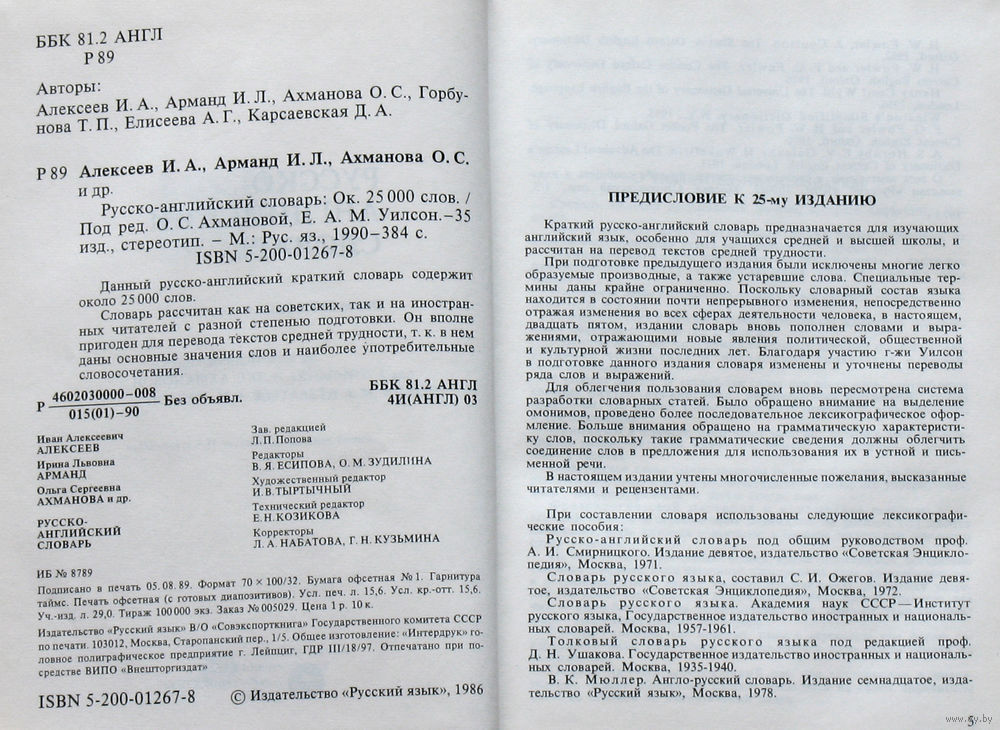 ББК 81.2 АНГЛ
Р 89
Авторы:
Алексеев И. А., Арманд И. Л., Ахманова О. С., Горбу-
нова Т. П., Елисеева А. Г., Карсаевская Д. А.
Р 89 Алексеев И. А., Арманд И. Л., Ахманова О. С.
и др.
Русско-английский словарь: Ок. 25 000 слов. /
Под ред. О. С. Ахмановой, Е. А. М. Уилсон.–35
изд., стереотип. – М.: Рус. яз., 1990–384 с.
ISBN 5-200-01267-8
Данный русско-английский краткий словарь содержит
около 25 000 слов.
Словарь рассчитан как на советских, так и на иностран-
ных читателей с разной степенью подготовки. Он вполне
пригоден для перевода текстов средней трудности, т. к. в нем
даны основные значения слов и наиболее употребительные
словосочетания.
Р 4602030000–008 Без объявл.
015(01)–90
ББК 81.2 АНГЛ
4И(АНГЛ) 03
Иван Алексеевич
АЛЕКСЕЕВ
Ирина Львовна
АРМАНД
Ольга Сергеевна
АХМАНОВА и др.
РУССКО-
АНГЛИЙСКИЙ
СЛОВАРЬ
Зав. редакцией
Л. П. Попова
Редакторы
В. Я. ЕСИПОВА, О. М. ЗУДИЛИНА
Художественный редактор
И. В. ТЫРТЫЧНЫЙ
Технический редактор
Е. Н. КОЗИКОВА
Корректоры
Л. А. НАБАТОВА, Г. Н. КУЗЬМИНА
ИБ № 8789
Подписано в печать 05. 08. 89. Формат 70 × 100/32. Бумага офсетная № 1. Гарнитура
таймс. Печать офсетная (с готовых диапозитивов). Усл. печ. л. 15,6. Усл. кр.-отт. 15,6.
Уч.-изд. л. 29,0. Тираж 100 000 экз. Заказ № 005029. Цена 1 р. 10 к.
Издательство «Русский язык» В/О «Совэкспорткнига» Государственного комитета СССР
по печати. 103012, Москва, Старопанский пер., 1/5. Общее изготовление: «Интердрук» го-
ловное полиграфическое предприятие г. Лейпциг, ГДР III/18/97. Отпечатано при по-
средстве ВИПО «Внешторгиздат»
ISBN 5-200-01267-8 © Издательство «Русский язык», 1986
ПРЕДИСЛОВИЕ К 25-му ИЗДАНИЮ
Краткий русско-английский словарь предназначается для изучающих
английский язык, особенно для учащихся средней и высшей школы, и
рассчитан на перевод текстов средней трудности.
При подготовке предыдущего издания были исключены многие легко
образуемые производные, а также устаревшие слова. Специальные тер-
мины даны крайне ограниченно. Поскольку словарный состав языка
находится в состоянии почти непрерывного изменения, непосредственно
отражая изменения во всех сферах деятельности человека, в настоящем,
двадцать пятом, издании словарь вновь пополнен словами и выра-
жениями, отражающими новые явления политической, общественной
и культурной жизни последних лет. Благодаря участию г-жи Уилсон
в подготовке данного издания словаря изменены и уточнены переводы
ряда слов и выражений.
Для облегчения пользования словарем вновь пересмотрена система
разработки словарных статей. Было обращено внимание на выделение
омонимов, проведено более последовательное лексикографическое офор-
мление. Больше внимания обращено на грамматическую характеристи-
ку слов, поскольку такие грамматические сведения должны облегчить
соединение слов в предложения для использования их в устной и пись-
менной речи.
В настоящем издании учтены многочисленные пожелания, высказанные
читателями и рецензентами.
При составлении словаря использованы следующие лексикографи-
ческие пособия:
Русско-английский словарь под общим руководством проф.
А. И. Смирницкого. Издание девятое, издательство «Советская Энцикло-
педия», Москва, 1971.
Словарь русского языка, составил С. И. Ожегов. Издание девя-
тое, издательство «Советская Энциклопедия», Москва, 1972.
Словарь русского языка. Академия наук СССР — Институт
русского языка, Государственное издательство иностранных и националь-
ных словарей. Москва, 1957-1961.
Толковый словарь русского языка под редакцией проф.
Д. Н. Ушакова. Государственное издательство иностранных и националь-
ных словарей. Москва, 1935-1940.
В. К. Мюллер. Англо-русский словарь. Издание семнадцатое, изда-
тельство «Русский язык», Москва, 1978.
5